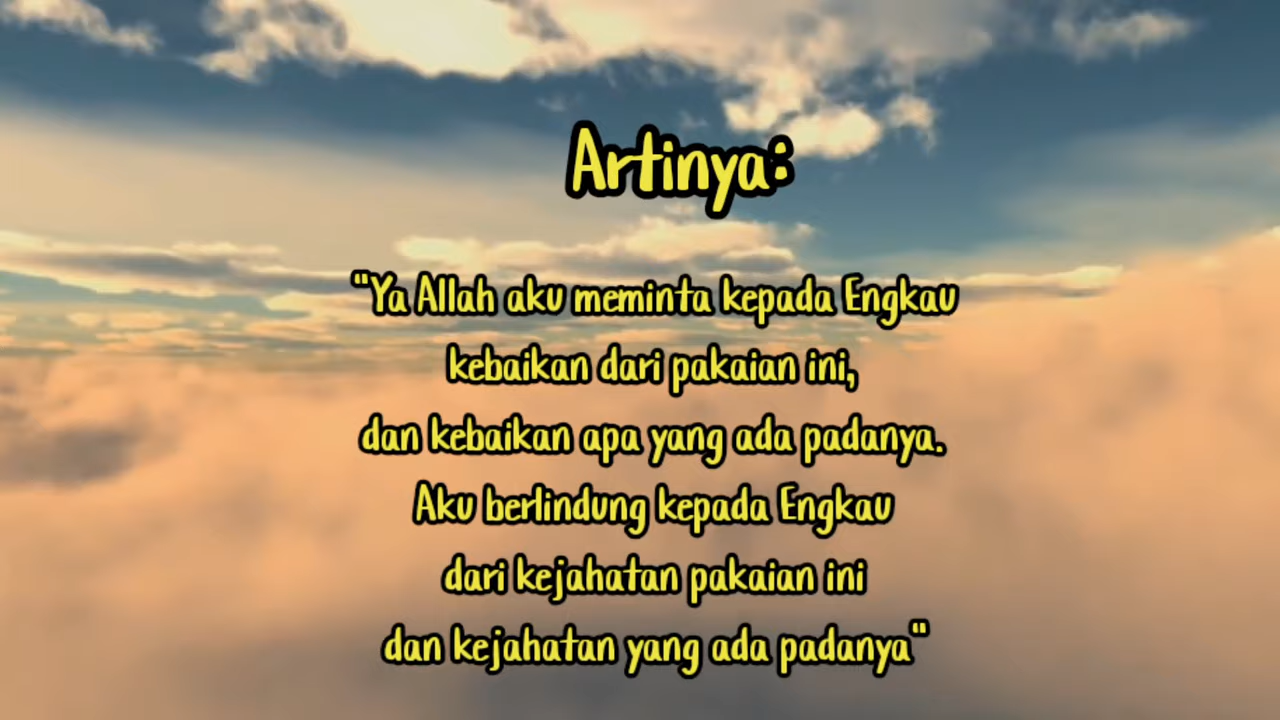 Artinya:
"Ya Allah aku meminta kepada Engkau
kebaikan dari pakaian ini,
dan kebaikan apa yang ada padanya.
Aku berlindung kepada Engkau
dari kejahatan pakaian ini
dan kejahatan yang ada padanya"